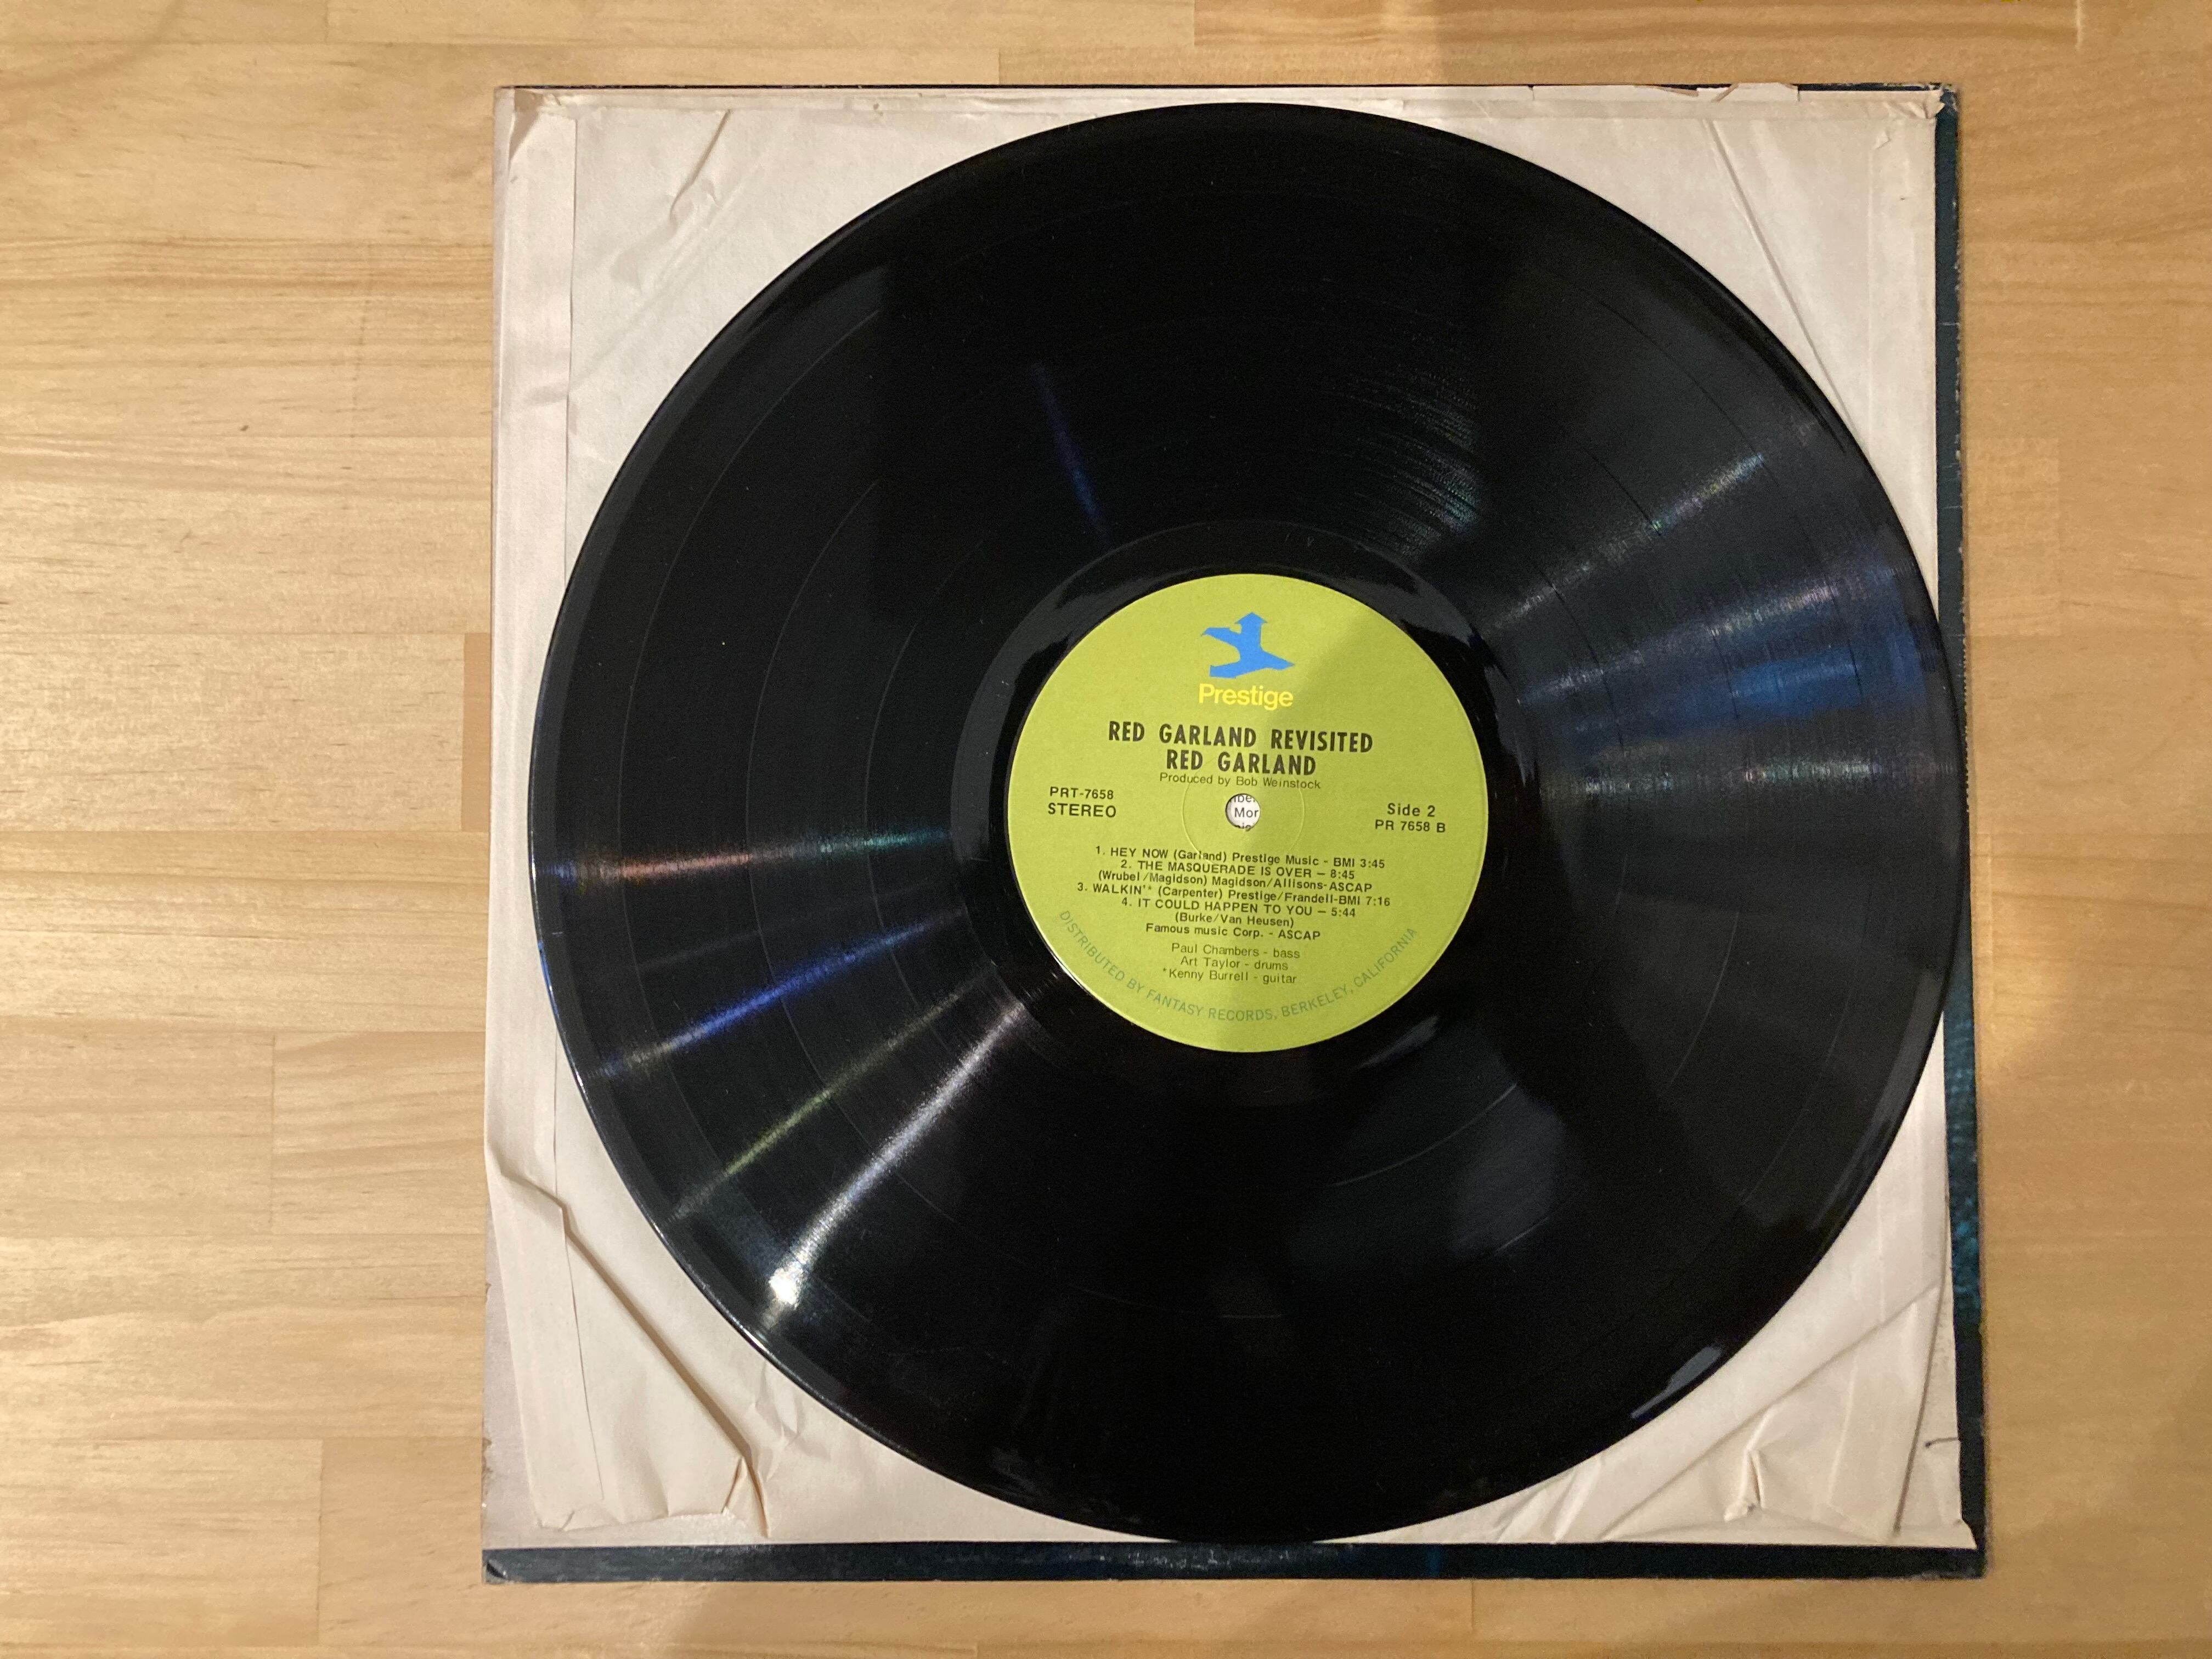 Prestige
RED GARLAND REVISITED
RED GARLAND
Produced by Bob Weinstock
PRT-7658
STEREO
Mor
Side 2
PR 7658 B
1. HEY NOW (Garland) Prestige Music - BMI 3:45
2. THE MASQUERADE IS OVER — 8:45
(Wrubel/Magidson) Magidson/Allisons-ASCAP
3. WALKIN'* (Carpenter) Prestige/Frandell-BMI 7:16
4. IT COULD HAPPEN TO YOU — 5:44
(Burke/Van Heusen)
Famous music Corp. - ASCAP
Paul Chambers - bass
Art Taylor - drums
*Kenny Burrell - guitar
DISTRIBUTED BY FANTASY RECORDS, BERKELEY, CALIFORNIA